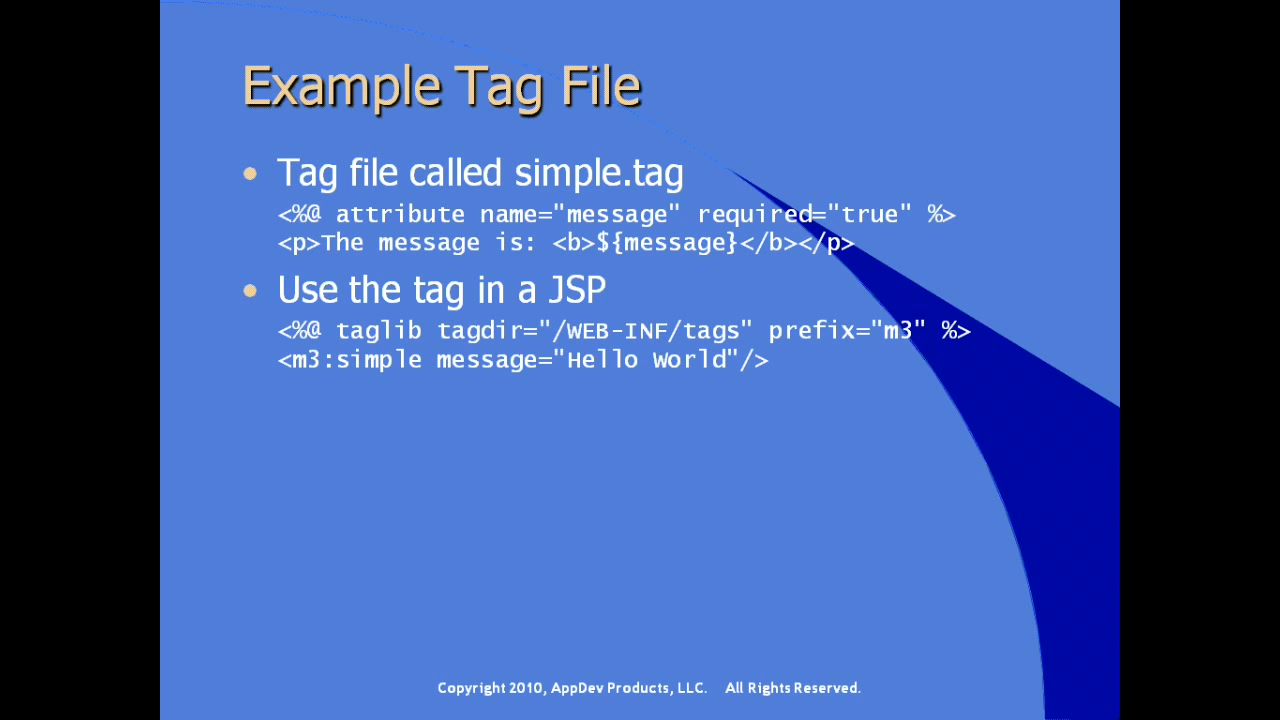 Example Tag File
• Tag file called simple.tag
<%@ attribute name="message" required="true" %>
<p>The message is: <b>${message}</b></p>
• Use the tag in a JSP
<%@ taglib tagdir="/WEB-INF/tags" prefix="m3" %>
<m3:simple message="Hello World"/>
Copyright 2010, AppDev Products, LLC. All Rights Reserved.